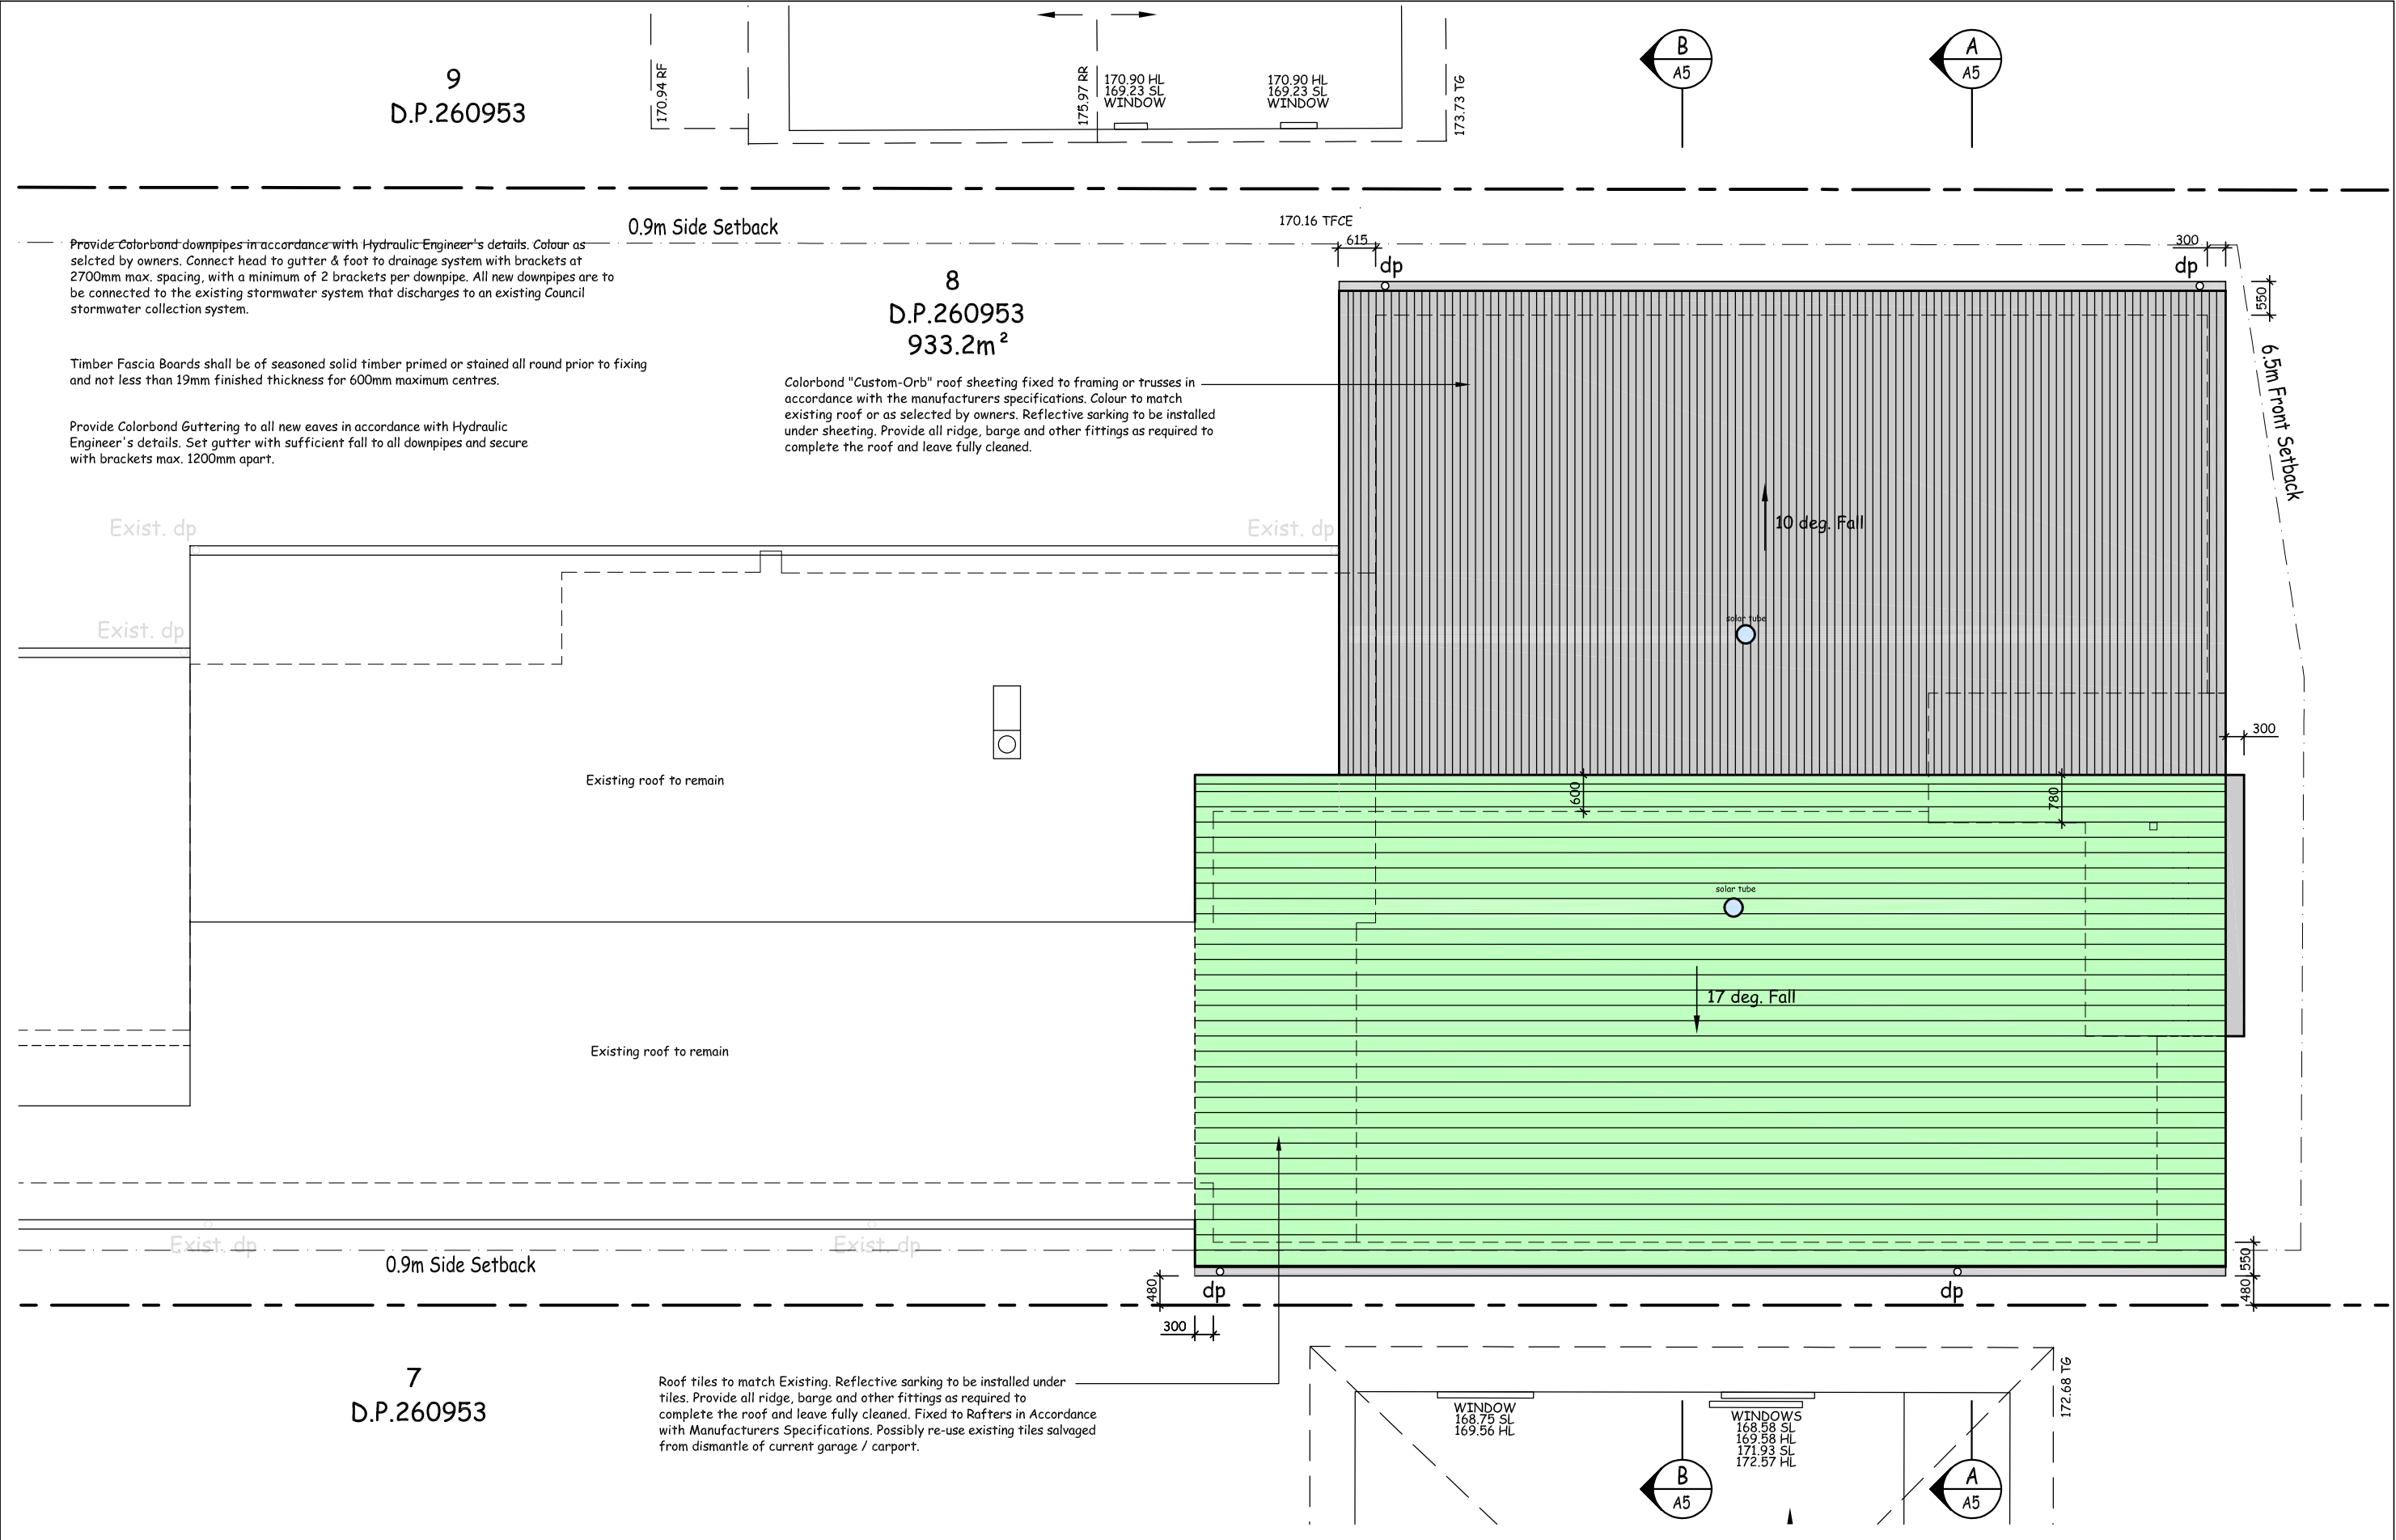 9
D.P.260953
170.94 RF
175.97 RR
170.90 HL
169.23 SL
WINDOW
170.90 HL
169.23 SL
WINDOW
173.73 TG
B
A5
A
A5
0.9m Side Setback
170.16 TFCE
615
dp
300
dp
550
6.5m Front Setback
Provide Colorbond downpipes in accordance with Hydraulic Engineer's details. Colour as
selcted by owners. Connect head to gutter & foot to drainage system with brackets at
2700mm max. spacing, with a minimum of 2 brackets per downpipe. All new downpipes are to
be connected to the existing stormwater system that discharges to an existing Council
stormwater collection system.
Timber Fascia Boards shall be of seasoned solid timber primed or stained all round prior to fixing
and not less than 19mm finished thickness for 600mm maximum centres.
Provide Colorbond Guttering to all new eaves in accordance with Hydraulic
Engineer's details. Set gutter with sufficient fall to all downpipes and secure
with brackets max. 1200mm apart.
8
D.P.260953
933.2m²
Colorbond "Custom-Orb" roof sheeting fixed to framing or trusses in
accordance with the manufacturers specifications. Colour to match
existing roof or as selected by owners. Reflective sarking to be installed
under sheeting. Provide all ridge, barge and other fittings as required to
complete the roof and leave fully cleaned.
Exist. dp
Exist. dp
Exist. dp
10 deg. Fall
solar tube
300
Existing roof to remain
600
780
solar tube
17 deg. Fall
Existing roof to remain
Exist. dp
Exist. dp
0.9m Side Setback
480
300
dp
dp
550
480
7
D.P.260953
Roof tiles to match Existing. Reflective sarking to be installed under
tiles. Provide all ridge, barge and other fittings as required to
complete the roof and leave fully cleaned. Fixed to Rafters in Accordance
with Manufacturers Specifications. Possibly re-use existing tiles salvaged
from dismantle of current garage / carport.
WINDOW
168.75 SL
169.56 HL
WINDOWS
168.58 SL
169.58 HL
171.93 SL
172.57 HL
172.68 TG
B
A5
A
A5